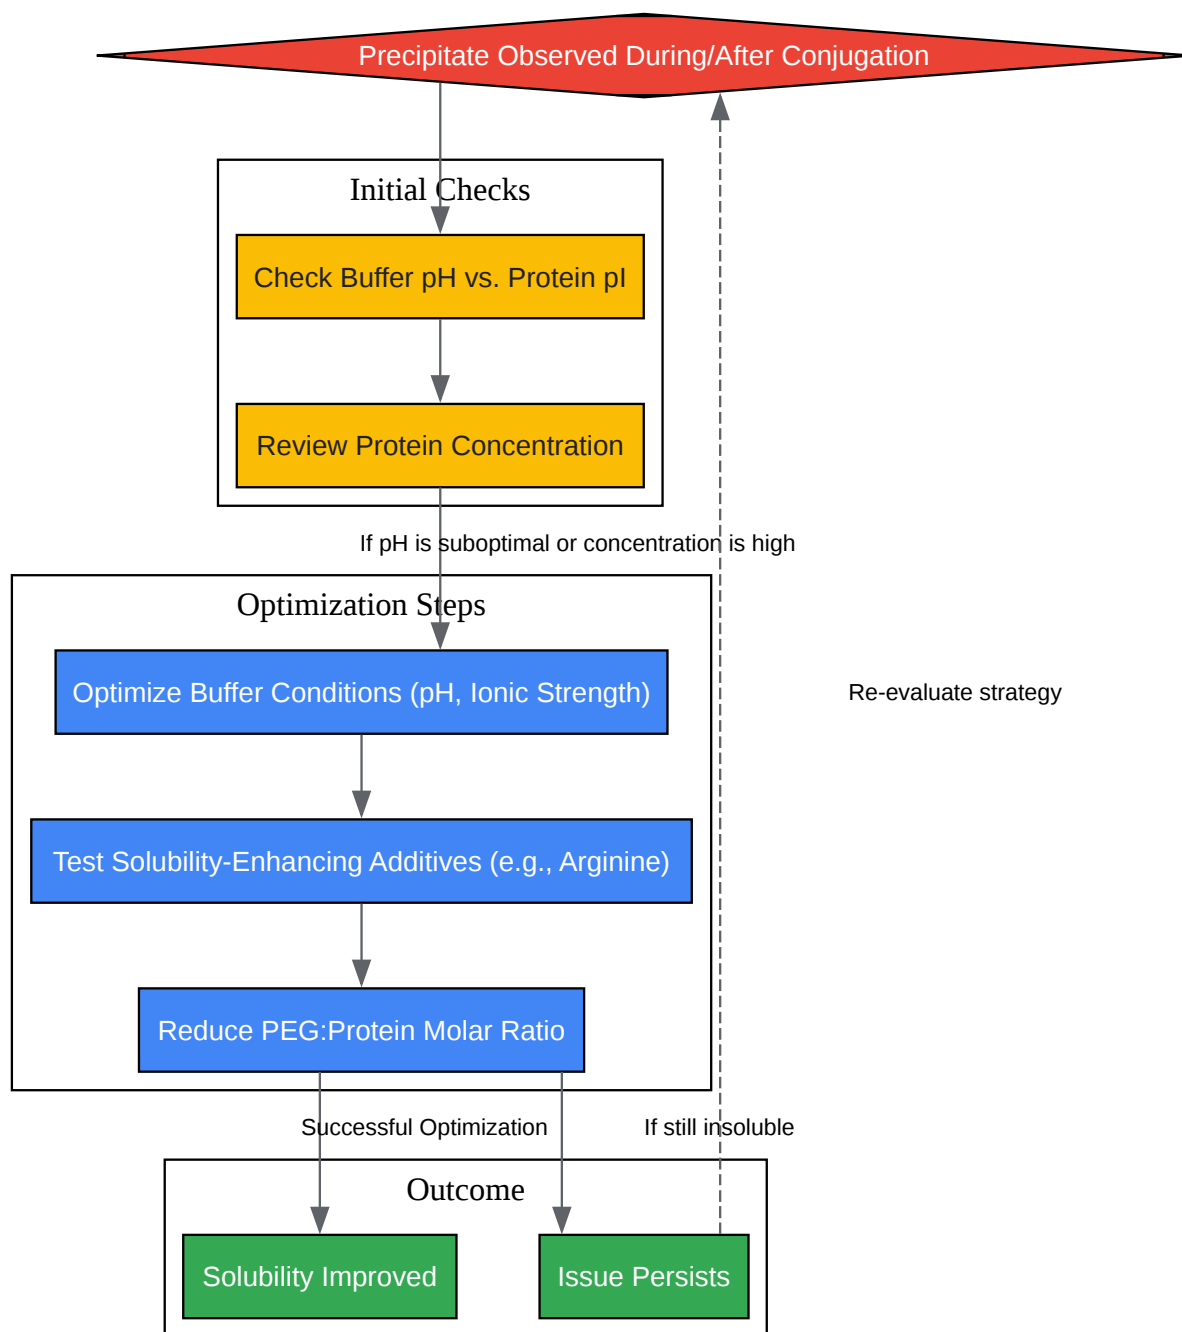 Precipitate Observed During/After Conjugation
Initial Checks
Check Buffer pH vs. Protein pI
Review Protein Concentration
If pH is suboptimal or concentration is high
Optimization Steps
Optimize Buffer Conditions (pH, Ionic Strength)
Re-evaluate strategy
Test Solubility-Enhancing Additives (e.g., Arginine)
Reduce PEG:Protein Molar Ratio
Successful Optimization
If still insoluble
Outcome
Solubility Improved
Issue Persists